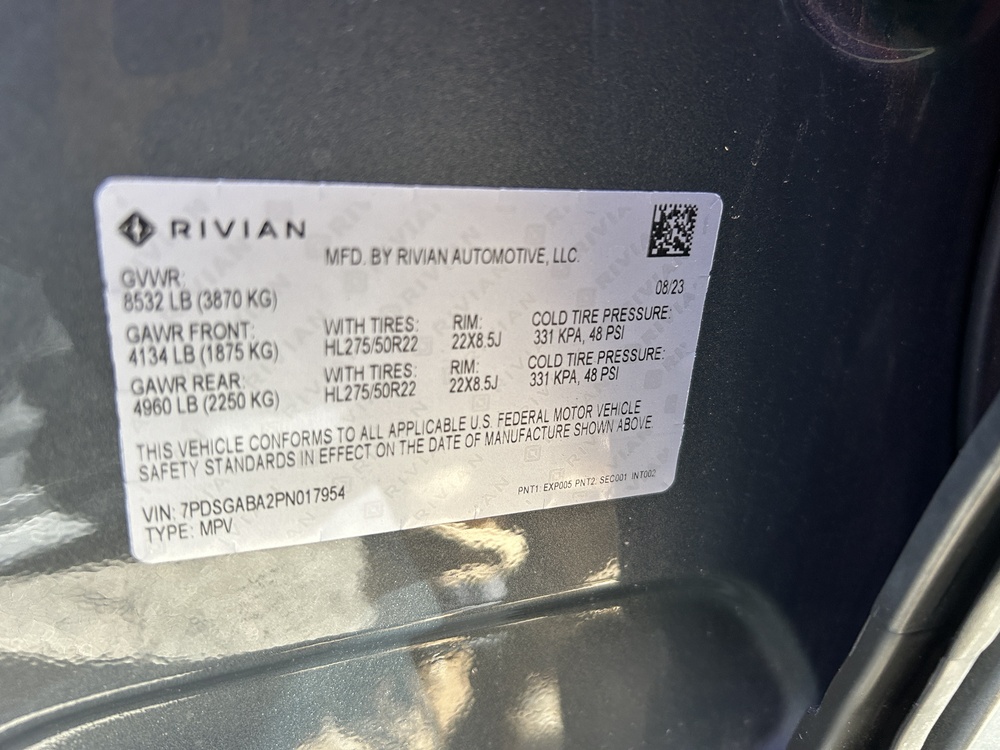 RIVIAN
MFD. BY RIVIAN AUTOMOTIVE, LLC.
08/23
GVWR:
8532 LB (3870 KG)
GAWR FRONT: WITH TIRES: RIM: COLD TIRE PRESSURE:
4134 LB (1875 KG) HL275/50R22 22X8.5J 331 KPA, 48 PSI
GAWR REAR: WITH TIRES: RIM: COLD TIRE PRESSURE:
4960 LB (2250 KG) HL275/50R22 22X8.5J 331 KPA, 48 PSI
THIS VEHICLE CONFORMS TO ALL APPLICABLE U.S. FEDERAL MOTOR VEHICLE
SAFETY STANDARDS IN EFFECT ON THE DATE OF MANUFACTURE SHOWN ABOVE.
PNT1: EXP005 PNT2: SEC001 INT002
VIN: 7PDSGABA2PN017954
TYPE: MPV